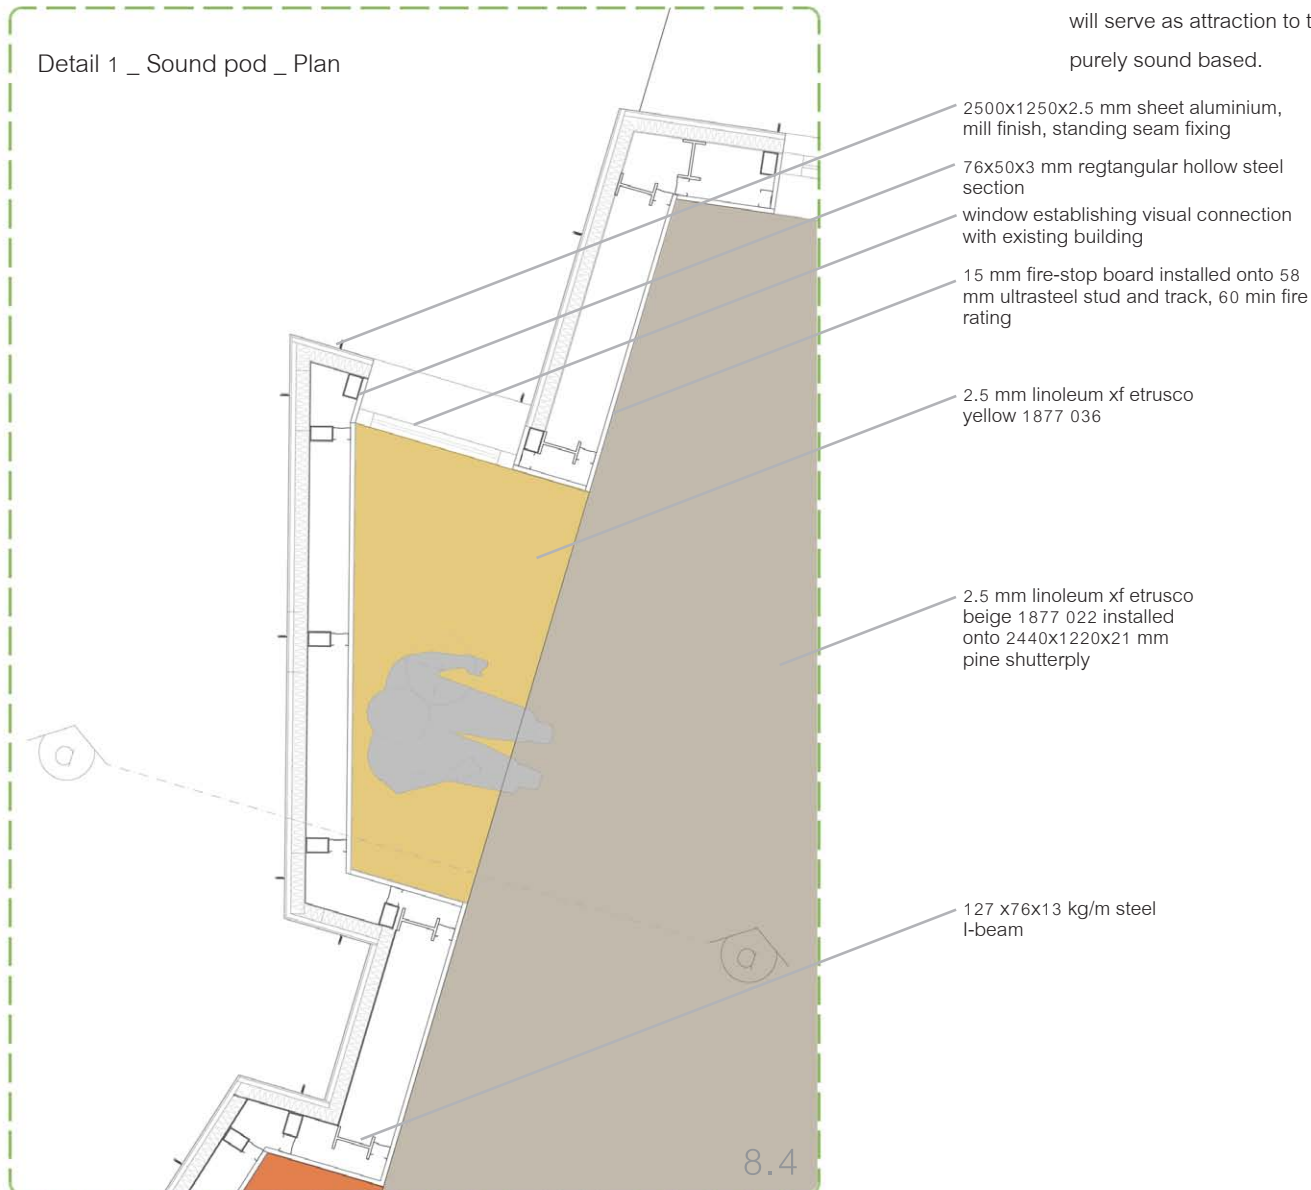 will serve as attraction to t
purely sound based.
Detail 1 _ Sound pod _ Plan
2500x1250x2.5 mm sheet aluminium,
mill finish, standing seam fixing
76x50x3 mm regtangular hollow steel
section
window establishing visual connection
with existing building
15 mm fire-stop board installed onto 58
mm ultrasteel stud and track, 60 min fire
rating
2.5 mm linoleum xf etrusco
yellow 1877 036
2.5 mm linoleum xf etrusco
beige 1877 022 installed
onto 2440x1220x21 mm
pine shutterply
127 x76x13 kg/m steel
I-beam
D
D
8.4